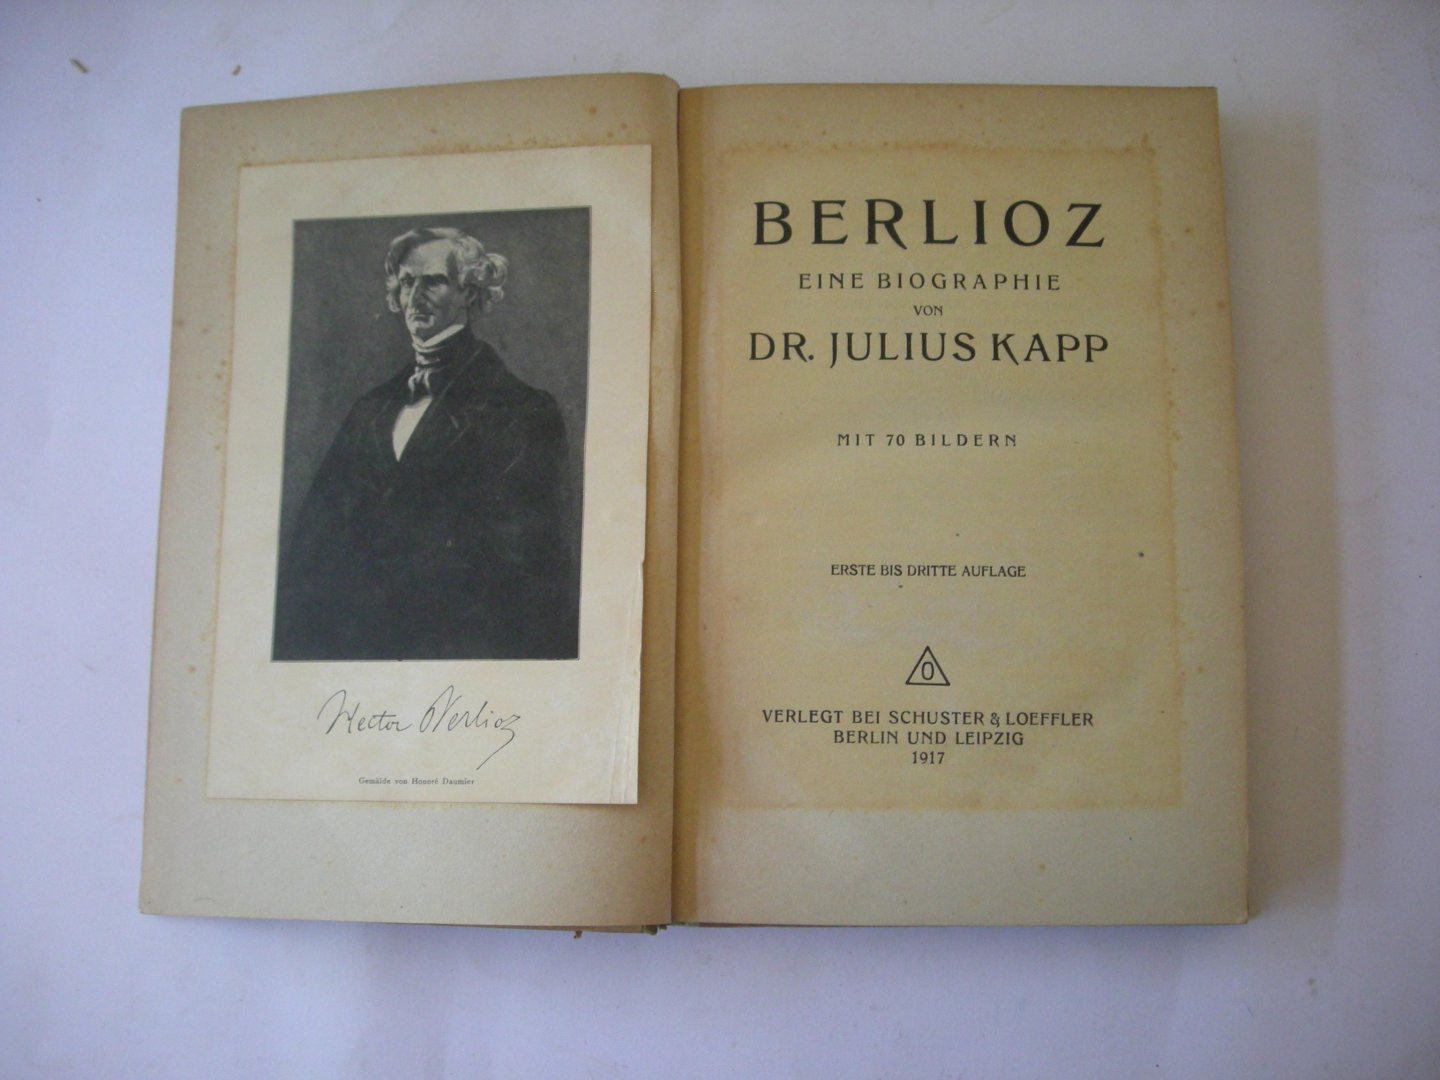 Hector Berlioz
Gemälde von Honoré Daumier
BERLIOZ
EINE BIOGRAPHIE
VON
DR. JULIUS KAPP
MIT 70 BILDERN
ERSTE BIS DRITTE AUFLAGE
O
VERLEGT BEI SCHUSTER & LOEFFLER
BERLIN UND LEIPZIG
1917